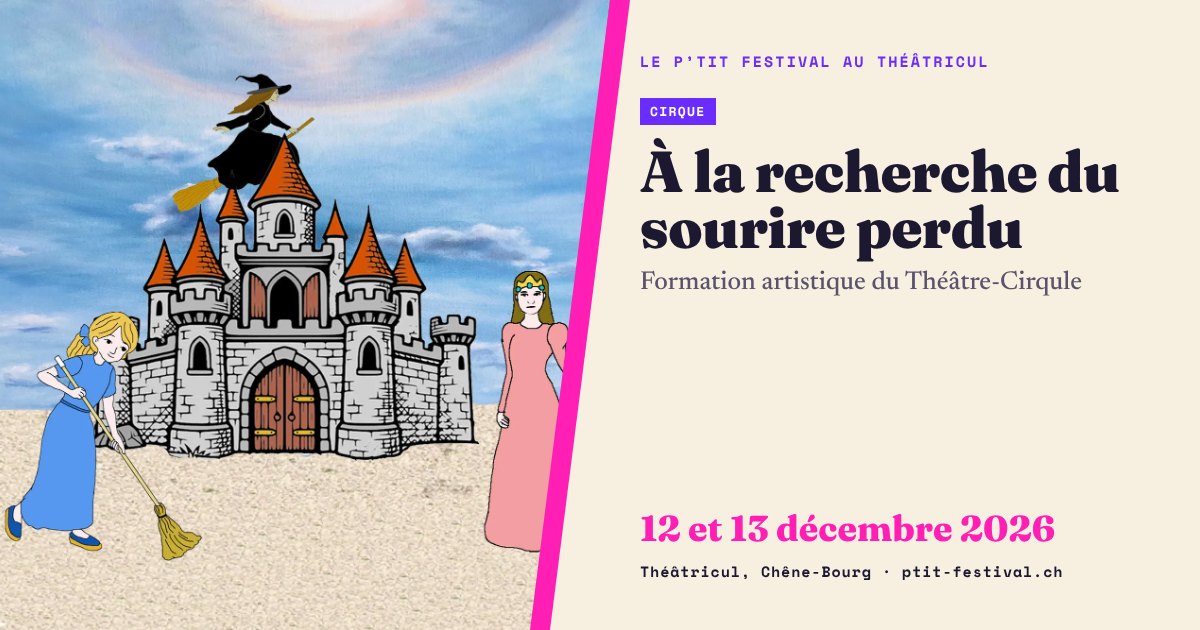 LE P'TIT FESTIVAL AU THÉÂTRICUL
CIRQUE
À la recherche du
sourire perdu
Formation artistique du Théâtre-Cirqule
12 et 13 décembre 2026
Théâtricul, Chêne-Bourg · ptit-festival.ch